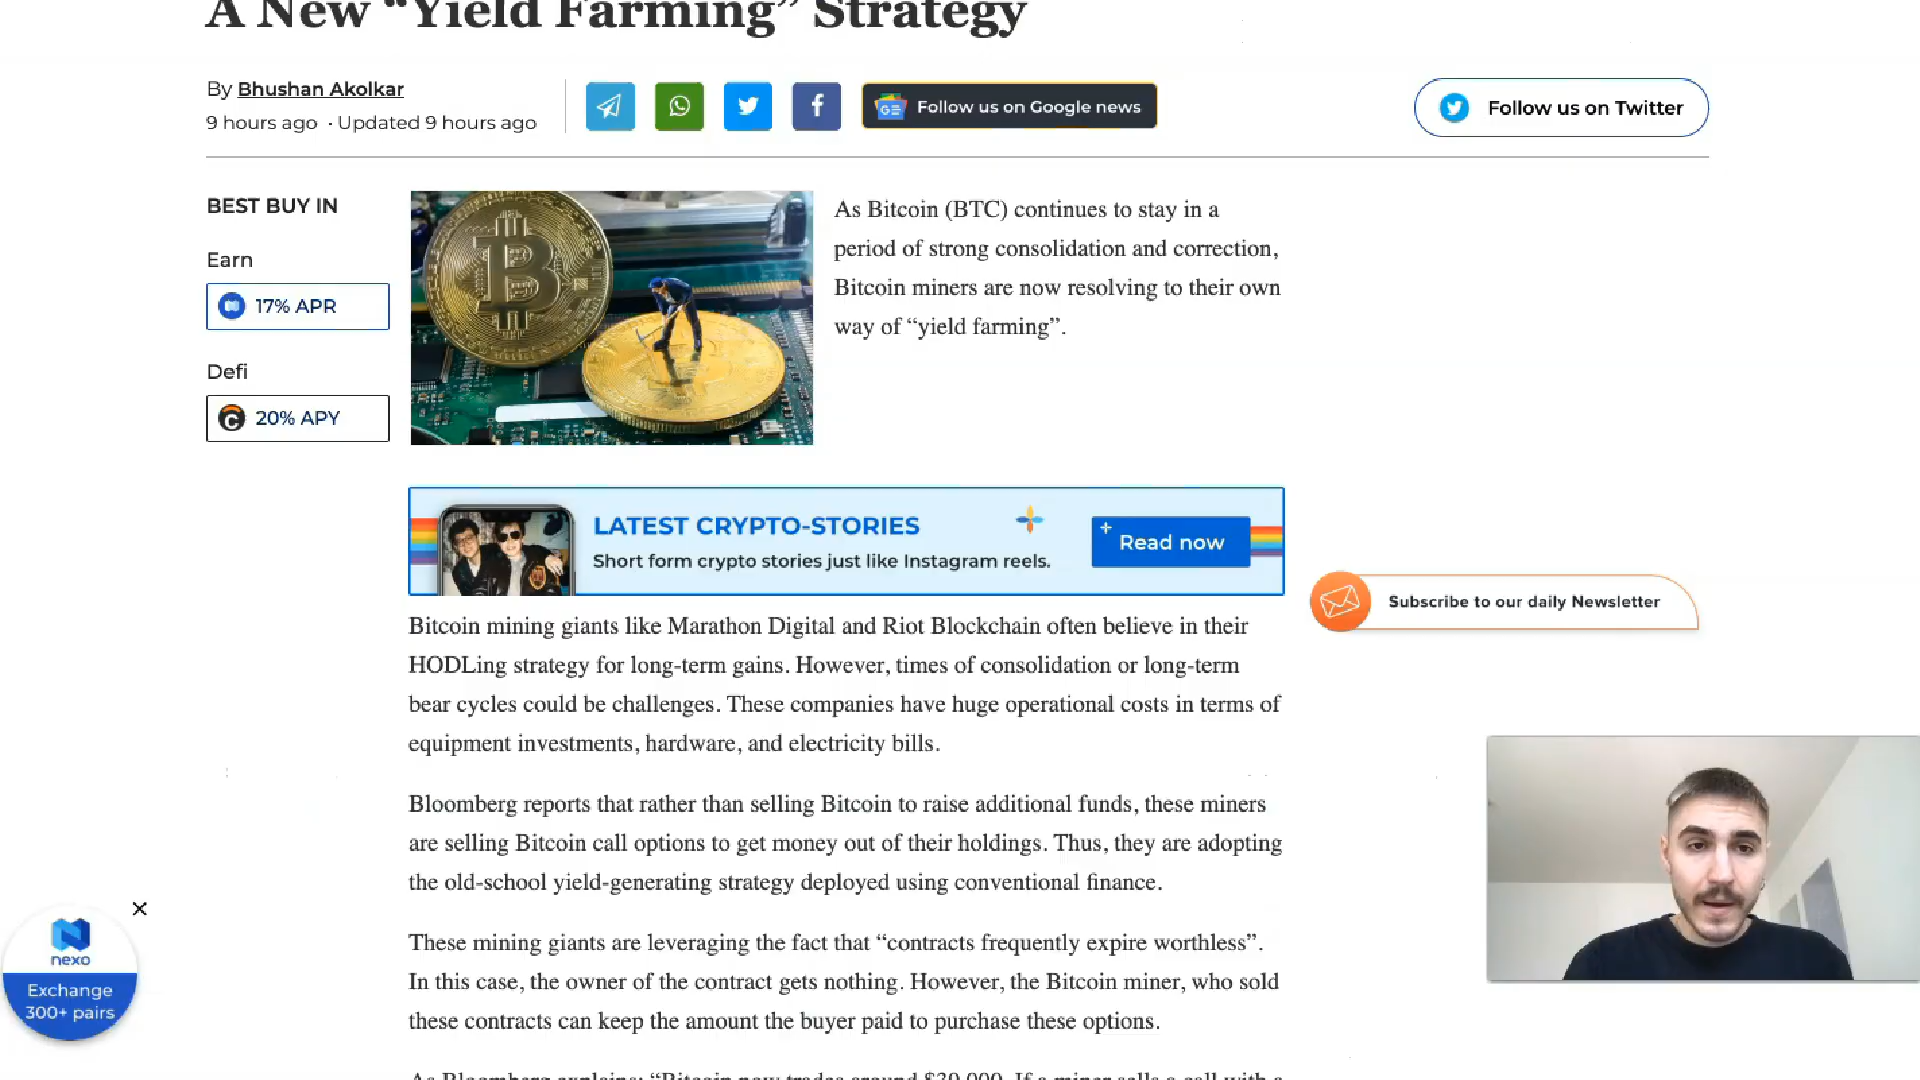 A New “Yield Farming” Strategy
By Bhushan Akolkar
9 hours ago · Updated 9 hours ago
Follow us on Google news
Follow us on Twitter
BEST BUY IN
Earn
17% APR
Defi
20% APY
As Bitcoin (BTC) continues to stay in a
period of strong consolidation and correction,
Bitcoin miners are now resolving to their own
way of “yield farming”.
LATEST CRYPTO-STORIES
Short form crypto stories just like Instagram reels.
Read now
Subscribe to our daily Newsletter
Bitcoin mining giants like Marathon Digital and Riot Blockchain often believe in their
HODLing strategy for long-term gains. However, times of consolidation or long-term
bear cycles could be challenges. These companies have huge operational costs in terms of
equipment investments, hardware, and electricity bills.
Bloomberg reports that rather than selling Bitcoin to raise additional funds, these miners
are selling Bitcoin call options to get money out of their holdings. Thus, they are adopting
the old-school yield-generating strategy deployed using conventional finance.
These mining giants are leveraging the fact that “contracts frequently expire worthless”.
In this case, the owner of the contract gets nothing. However, the Bitcoin miner, who sold
these contracts can keep the amount the buyer paid to purchase these options.
As Bloomberg explains: “Bitcoin now trades around $39,000. If a miner sells a call with a
nexo
Exchange
300+ pairs